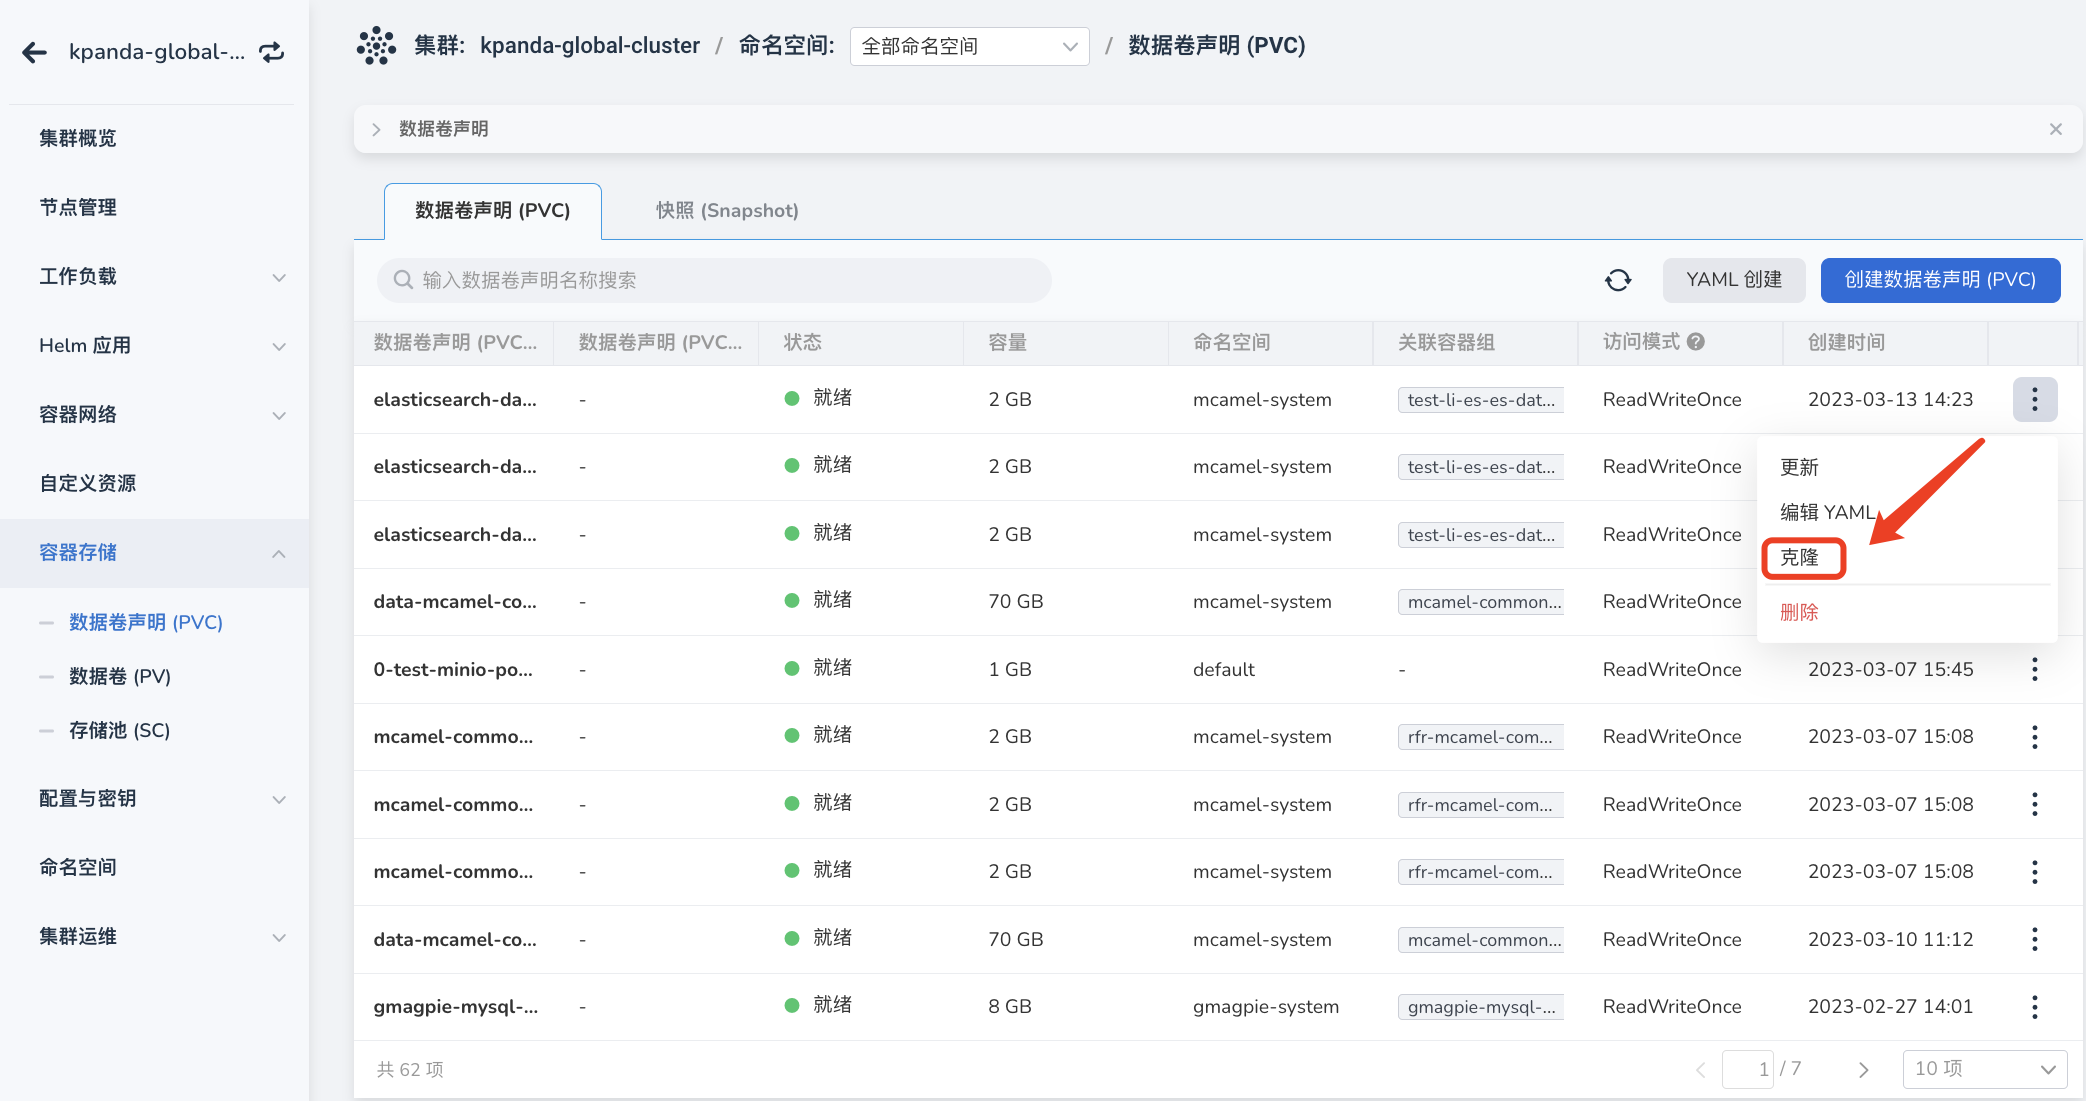 kpanda-global-...
集群概览
节点管理
工作负载
Helm 应用
容器网络
自定义资源
容器存储
数据卷声明 (PVC)
数据卷 (PV)
存储池 (SC)
配置与密钥
命名空间
集群运维
集群: kpanda-global-cluster / 命名空间: 全部命名空间 / 数据卷声明 (PVC)
数据卷声明
数据卷声明 (PVC) 快照 (Snapshot)
输入数据卷声明名称搜索 YAML 创建 创建数据卷声明 (PVC)
数据卷声明 (PVC... 数据卷声明 (PVC... 状态 容量 命名空间 关联容器组 访问模式 创建时间
elasticsearch-da... - 就绪 2 GB mcamel-system test-li-es-es-dat... ReadWriteOnce 2023-03-13 14:23
elasticsearch-da... - 就绪 2 GB mcamel-system test-li-es-es-dat... ReadWriteOnce
elasticsearch-da... - 就绪 2 GB mcamel-system test-li-es-es-dat... ReadWriteOnce
data-mcamel-co... - 就绪 70 GB mcamel-system mcamel-common... ReadWriteOnce
更新
编辑 YAML
克隆
删除
0-test-minio-po... - 就绪 1 GB default - ReadWriteOnce 2023-03-07 15:45
mcamel-commo... - 就绪 2 GB mcamel-system rfr-mcamel-com... ReadWriteOnce 2023-03-07 15:08
mcamel-commo... - 就绪 2 GB mcamel-system rfr-mcamel-com... ReadWriteOnce 2023-03-07 15:08
mcamel-commo... - 就绪 2 GB mcamel-system rfr-mcamel-com... ReadWriteOnce 2023-03-07 15:08
data-mcamel-co... - 就绪 70 GB mcamel-system mcamel-common... ReadWriteOnce 2023-03-10 11:12
gmagpie-mysql-... - 就绪 8 GB gmagpie-system gmagpie-mysql-... ReadWriteOnce 2023-02-27 14:01
共 62 项 1 / 7 10 项